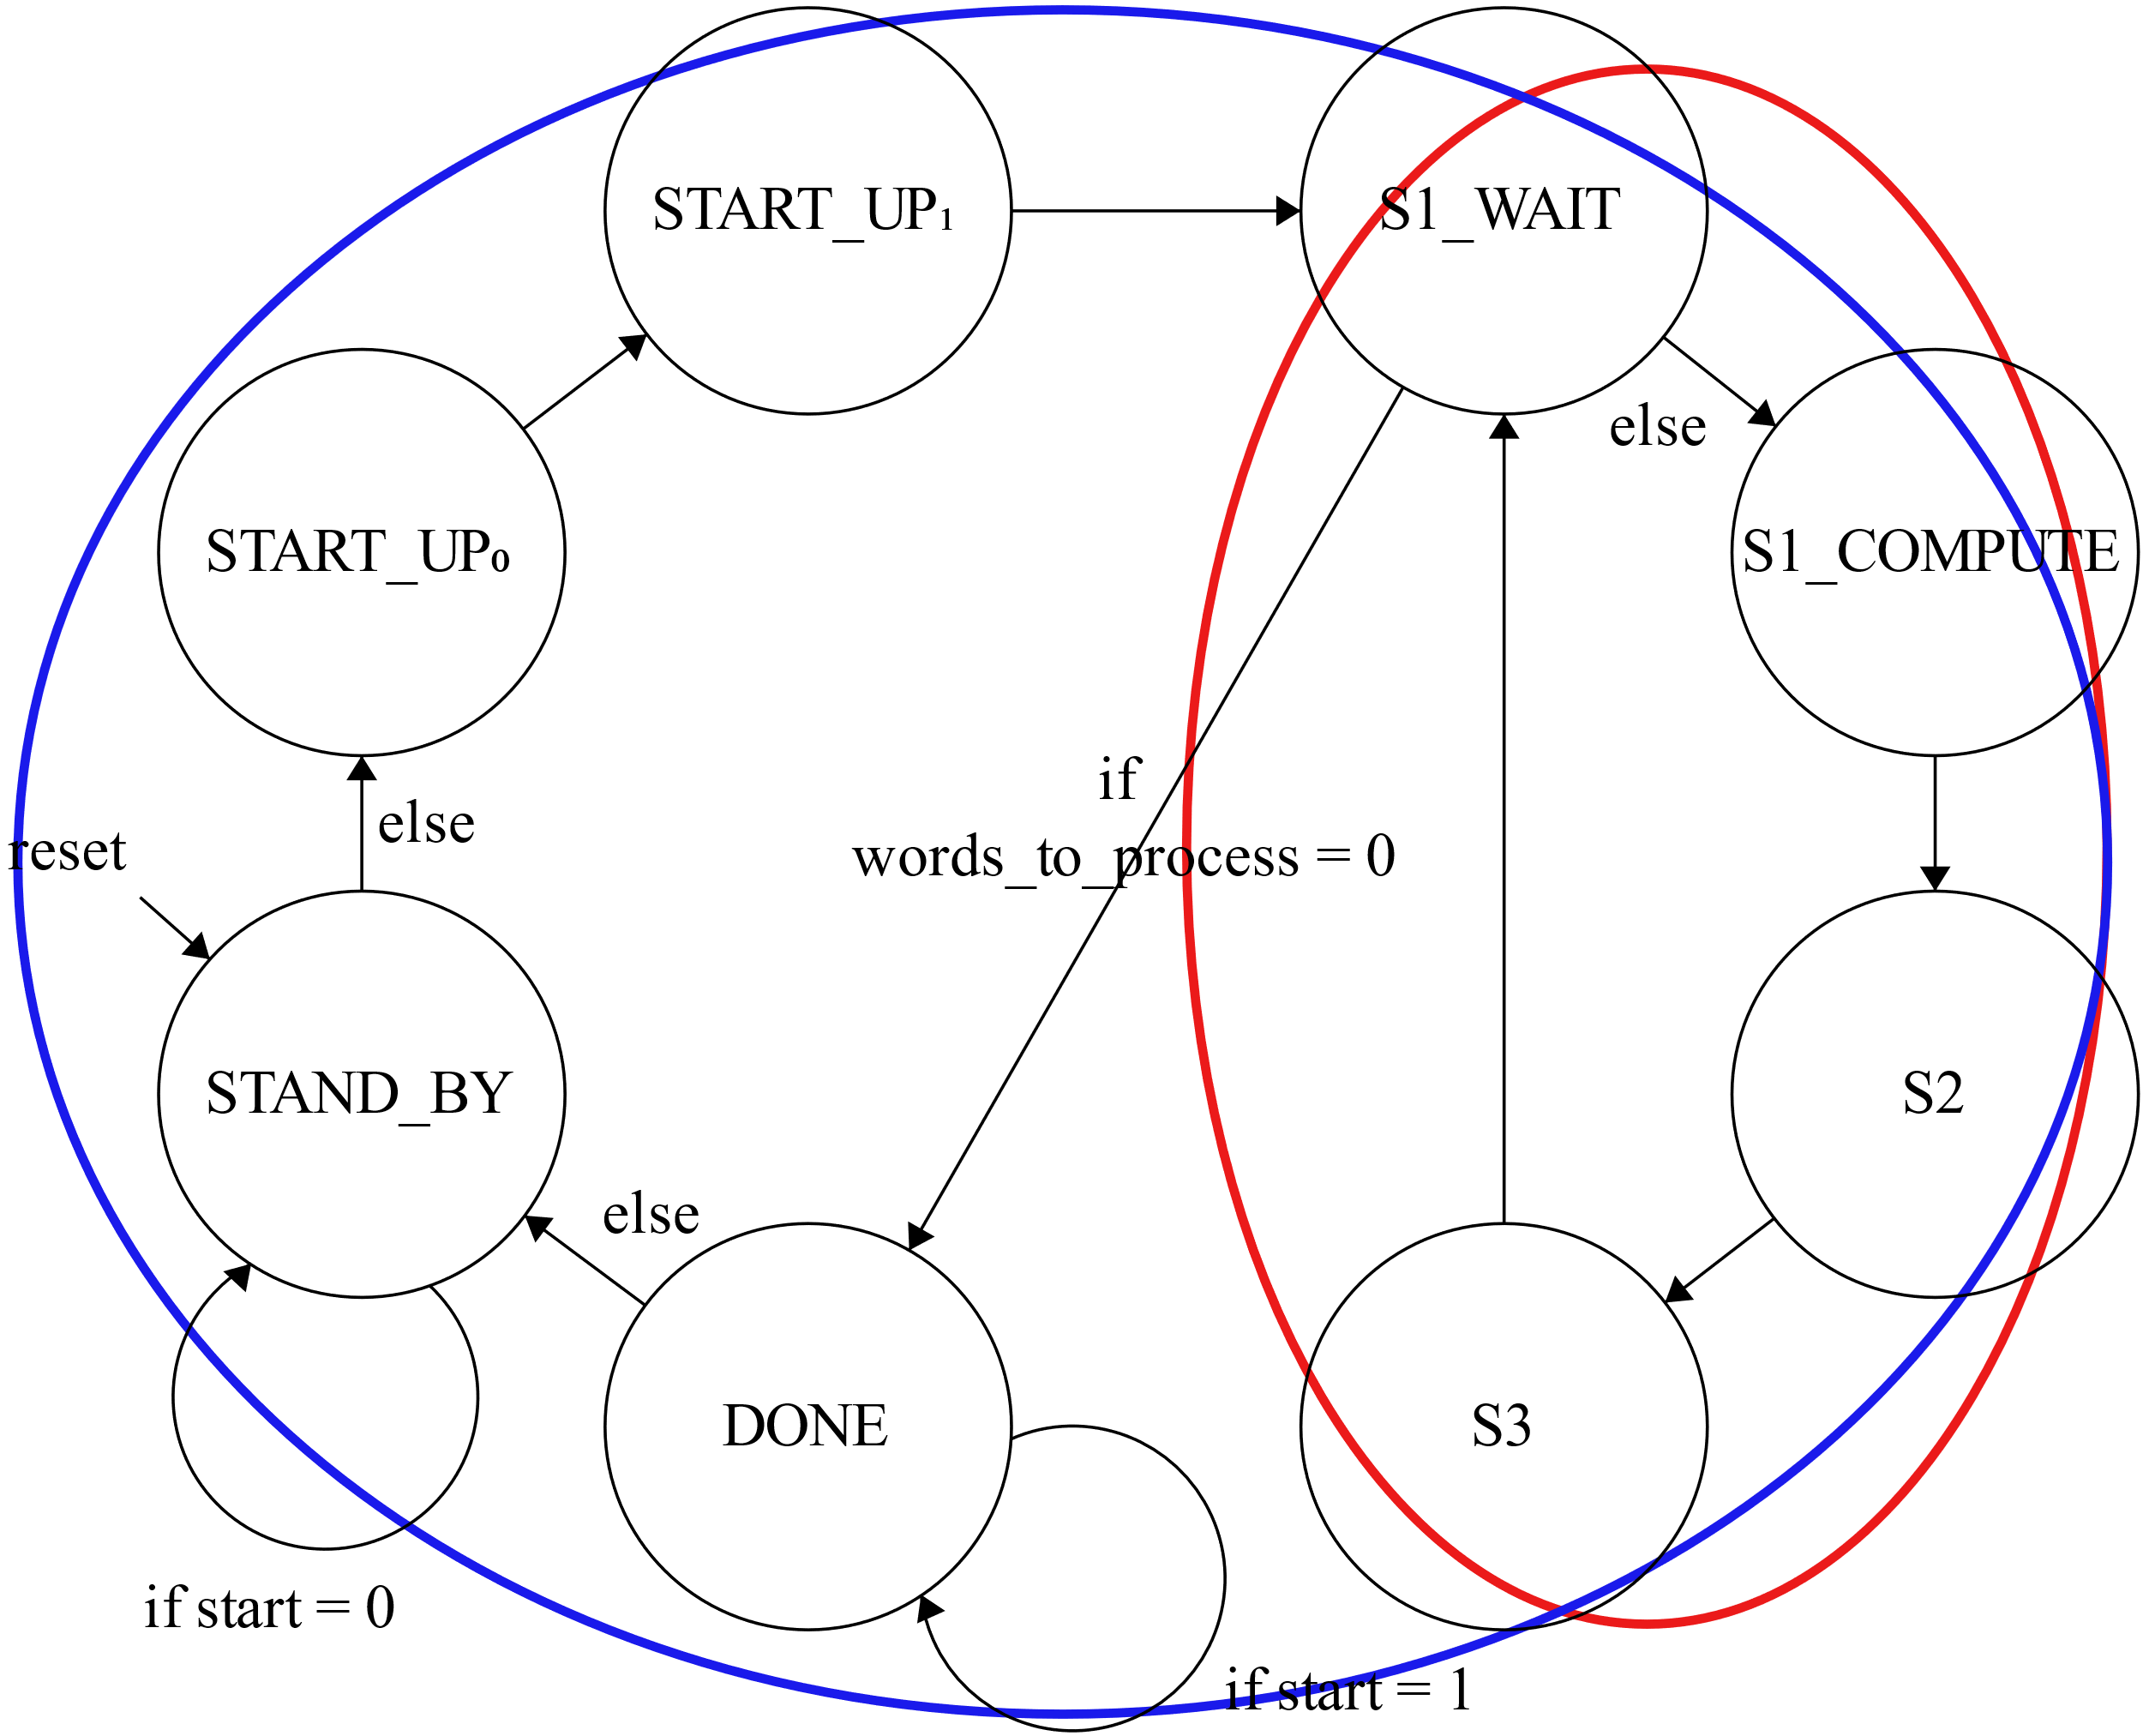 START_UP₁
S1_WAIT
else
START_UP₀
S1_COMPUTE
if
words_to_process = 0
else
reset
STAND_BY
S2
else
DONE
S3
if start = 0
if start = 1